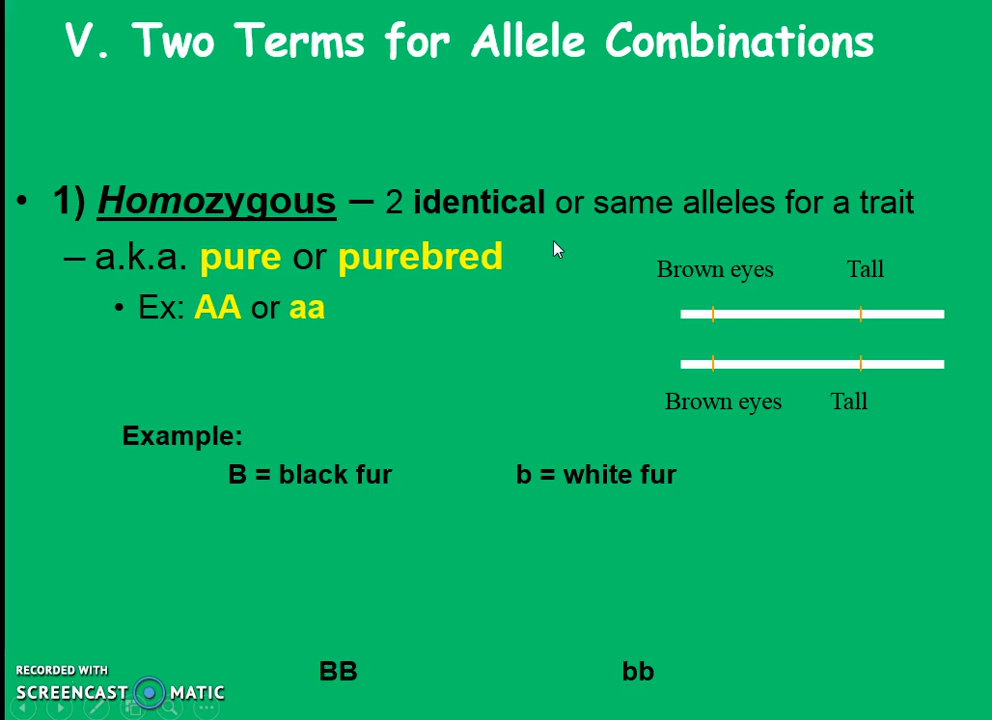 V. Two Terms for Allele Combinations
• 1) Homozygous – 2 identical or same alleles for a trait
– a.k.a. pure or purebred
• Ex: AA or aa
Brown eyes Tall
Brown eyes Tall
Example:
B = black fur b = white fur
BB bb
RECORDED WITH
SCREENCAST MATIC